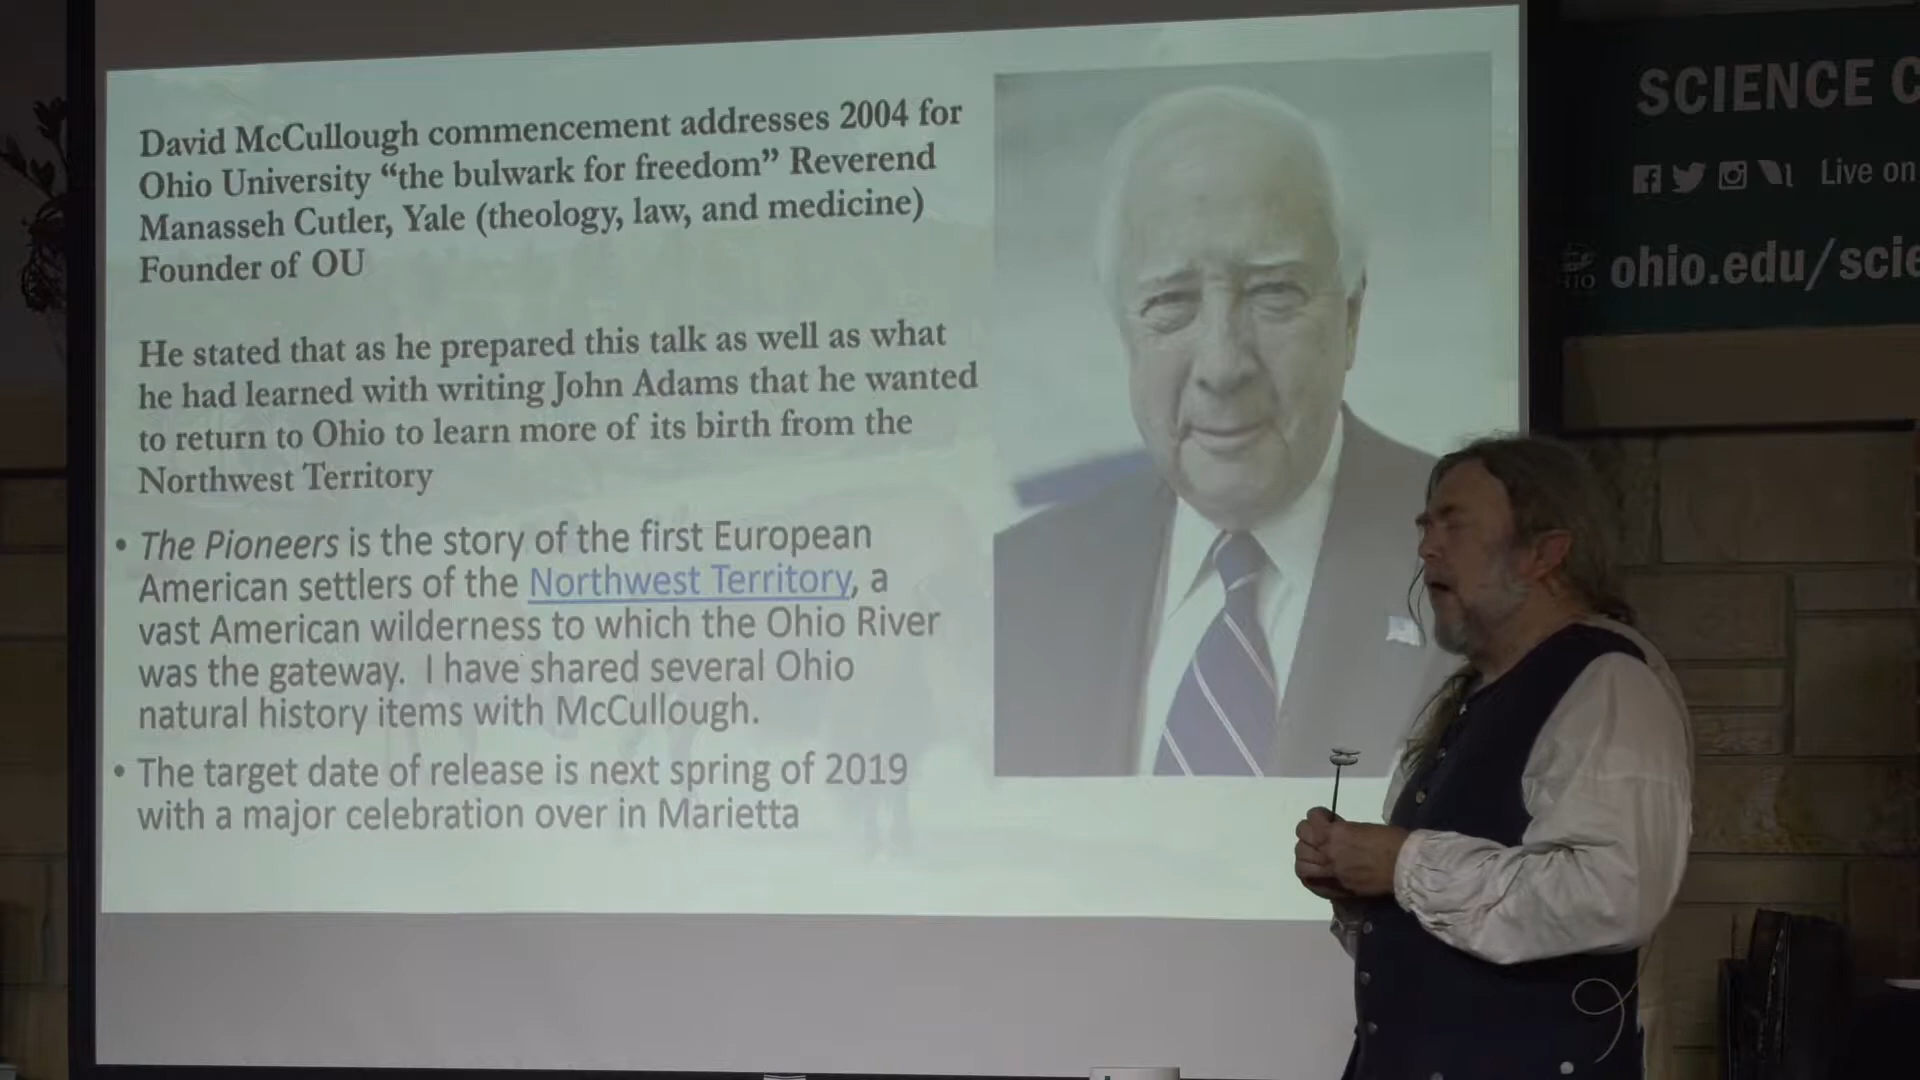 David McCullough commencement addresses 2004 for
Ohio University “the bulwark for freedom” Reverend
Manasseh Cutler, Yale (theology, law, and medicine)
Founder of OU
He stated that as he prepared this talk as well as what
he had learned with writing John Adams that he wanted
to return to Ohio to learn more of its birth from the
Northwest Territory
• The Pioneers is the story of the first European
American settlers of the Northwest Territory, a
vast American wilderness to which the Ohio River
was the gateway. I have shared several Ohio
natural history items with McCullough.
• The target date of release is next spring of 2019
with a major celebration over in Marietta
SCIENCE C
Live on
ohio.edu/scie